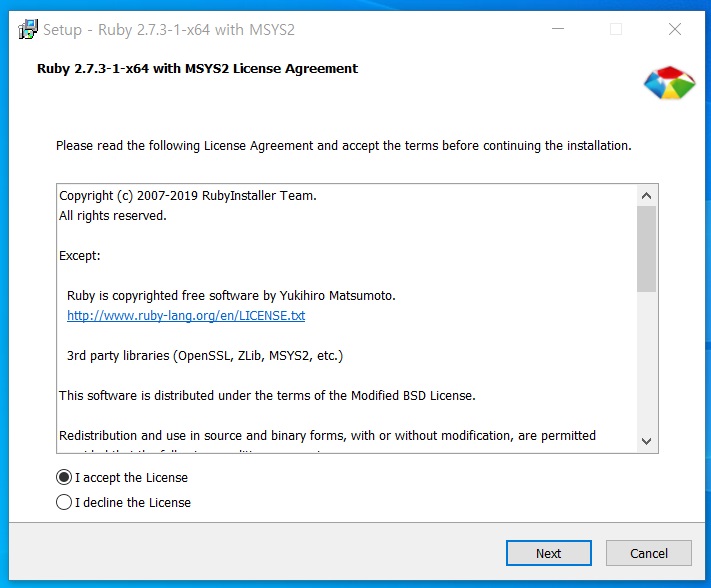 Setup - Ruby 2.7.3-1-x64 with MSYS2
Ruby 2.7.3-1-x64 with MSYS2 License Agreement
Please read the following License Agreement and accept the terms before continuing the installation.
Copyright (c) 2007-2019 RubyInstaller Team.
All rights reserved.
Except:
Ruby is copyrighted free software by Yukihiro Matsumoto.
http://www.ruby-lang.org/en/LICENSE.txt
3rd party libraries (OpenSSL, ZLib, MSYS2, etc.)
This software is distributed under the terms of the Modified BSD License.
Redistribution and use in source and binary forms, with or without modification, are permitted
I accept the License
I decline the License
Next
Cancel